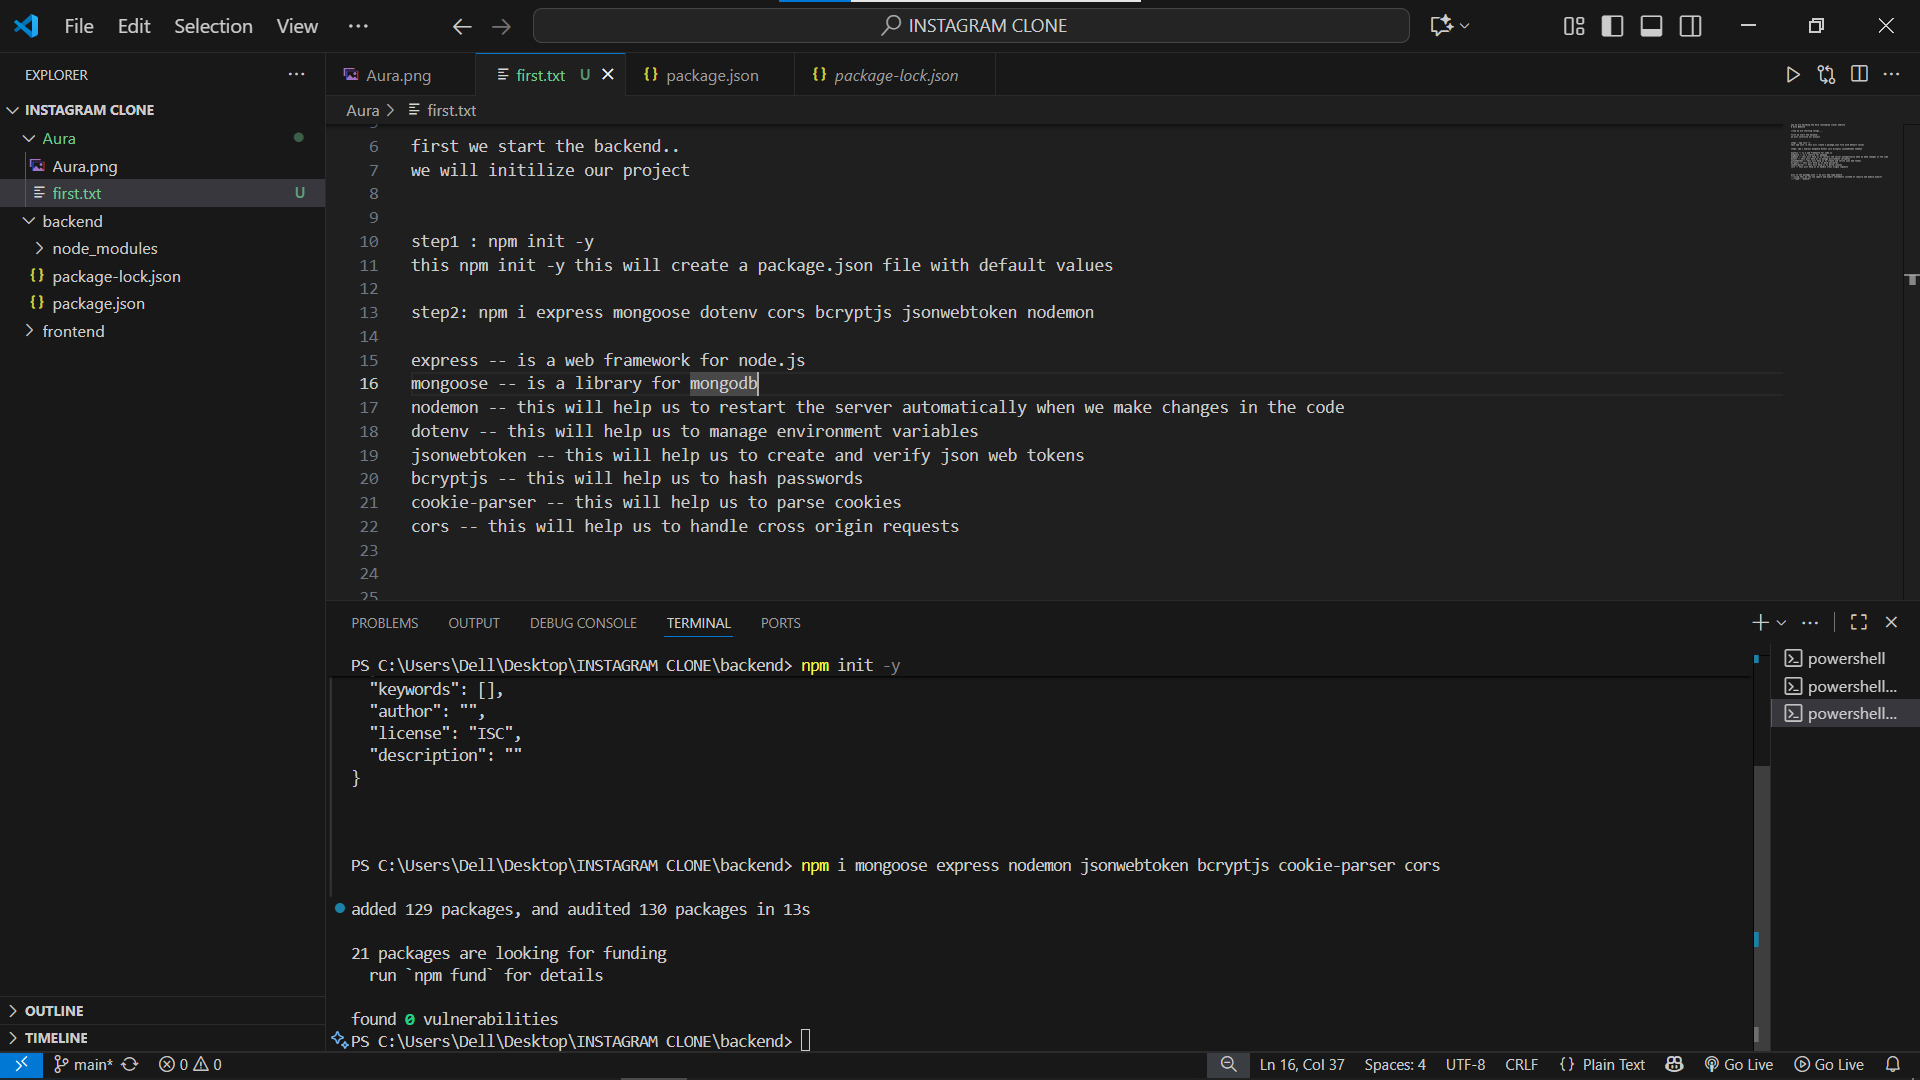 File Edit Selection View ···
INSTAGRAM CLONE
EXPLORER ···
INSTAGRAM CLONE
Aura
Aura.png
first.txt U
backend
node_modules
{} package-lock.json
{} package.json
frontend
OUTLINE
TIMELINE
Aura.png
first.txt U
{} package.json
{} package-lock.json
Aura > first.txt
6 first we start the backend..
7 we will initilize our project
8
9
10 step1 : npm init -y
11 this npm init -y this will create a package.json file with default values
12
13 step2: npm i express mongoose dotenv cors bcryptjs jsonwebtoken nodemon
14
15 express -- is a web framework for node.js
16 mongoose -- is a library for mongodb
17 nodemon -- this will help us to restart the server automatically when we make changes in the code
18 dotenv -- this will help us to manage environment variables
19 jsonwebtoken -- this will help us to create and verify json web tokens
20 bcryptjs -- this will help us to hash passwords
21 cookie-parser -- this will help us to parse cookies
22 cors -- this will help us to handle cross origin requests
23
24
25
PROBLEMS OUTPUT DEBUG CONSOLE TERMINAL PORTS
PS C:\Users\Dell\Desktop\INSTAGRAM CLONE\backend> npm init -y
"keywords": [],
"author": "",
"license": "ISC",
"description": ""
}
PS C:\Users\Dell\Desktop\INSTAGRAM CLONE\backend> npm i mongoose express nodemon jsonwebtoken bcryptjs cookie-parser cors
added 129 packages, and audited 130 packages in 13s
21 packages are looking for funding
run `npm fund` for details
found 0 vulnerabilities
PS C:\Users\Dell\Desktop\INSTAGRAM CLONE\backend>
powershell
powershell...
powershell...
main* 0 0
Ln 16, Col 37 Spaces: 4 UTF-8 CRLF {} Plain Text Go Live Go Live